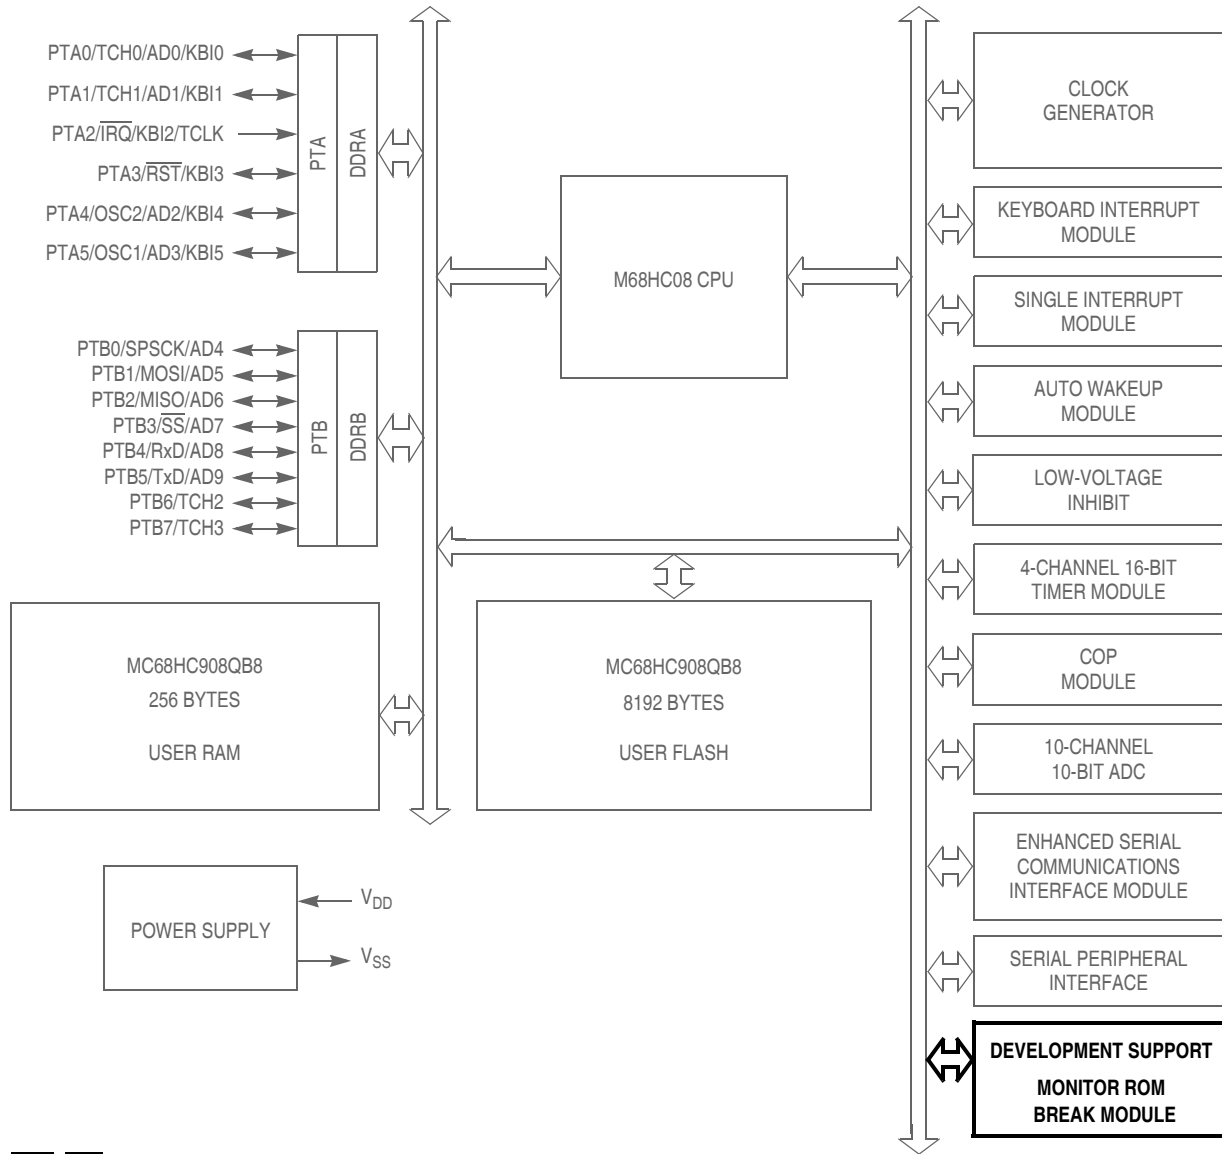 PTA0/TCH0/AD0/KBI0
PTA1/TCH1/AD1/KBI1
PTA2/IRQ/KBI2/TCLK
PTA3/RST/KBI3
PTA4/OSC2/AD2/KBI4
PTA5/OSC1/AD3/KBI5
PTA
DDRA
PTB0/SPSCK/AD4
PTB1/MOSI/AD5
PTB2/MISO/AD6
PTB3/SS/AD7
PTB4/RxD/AD8
PTB5/TxD/AD9
PTB6/TCH2
PTB7/TCH3
PTB
DDRB
M68HC08 CPU
MC68HC908QB8
256 BYTES
USER RAM
MC68HC908QB8
8192 BYTES
USER FLASH
POWER SUPPLY
VDD
VSS
CLOCK
GENERATOR
KEYBOARD INTERRUPT
MODULE
SINGLE INTERRUPT
MODULE
AUTO WAKEUP
MODULE
LOW-VOLTAGE
INHIBIT
4-CHANNEL 16-BIT
TIMER MODULE
COP
MODULE
10-CHANNEL
10-BIT ADC
ENHANCED SERIAL
COMMUNICATIONS
INTERFACE MODULE
SERIAL PERIPHERAL
INTERFACE
DEVELOPMENT SUPPORT
MONITOR ROM
BREAK MODULE